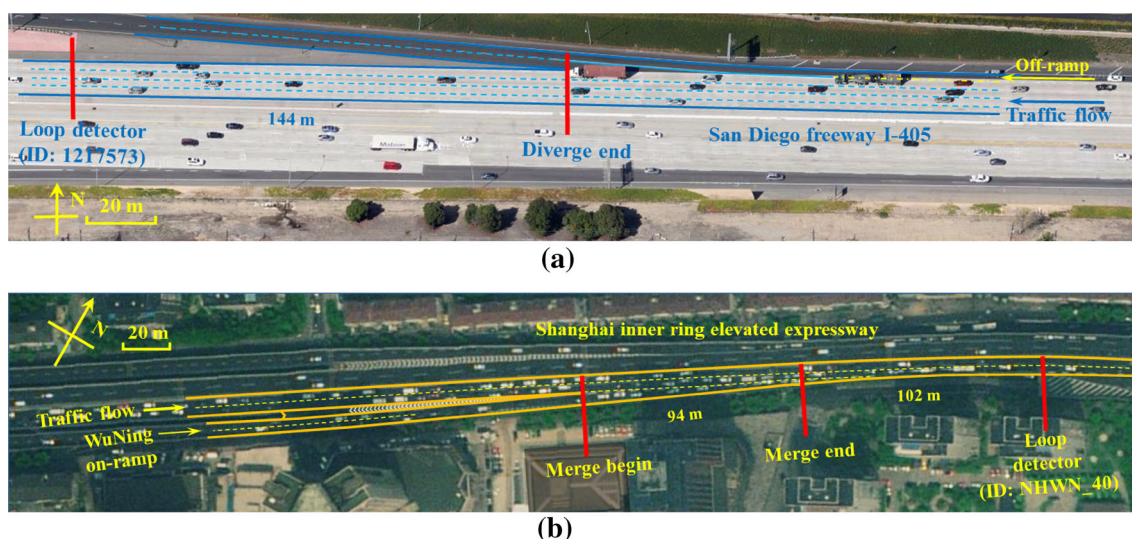 Off-ramp
Traffic flow
Loop detector
(ID: 1217573)
144 m
Diverge end
San Diego freeway I-405
N
20 m
(a)
N
20 m
Shanghai inner ring elevated expressway
Traffic flow
WuNing
on-ramp
Merge begin
94 m
Merge end
102 m
Loop
detector
(ID: NHWN_40)
(b)